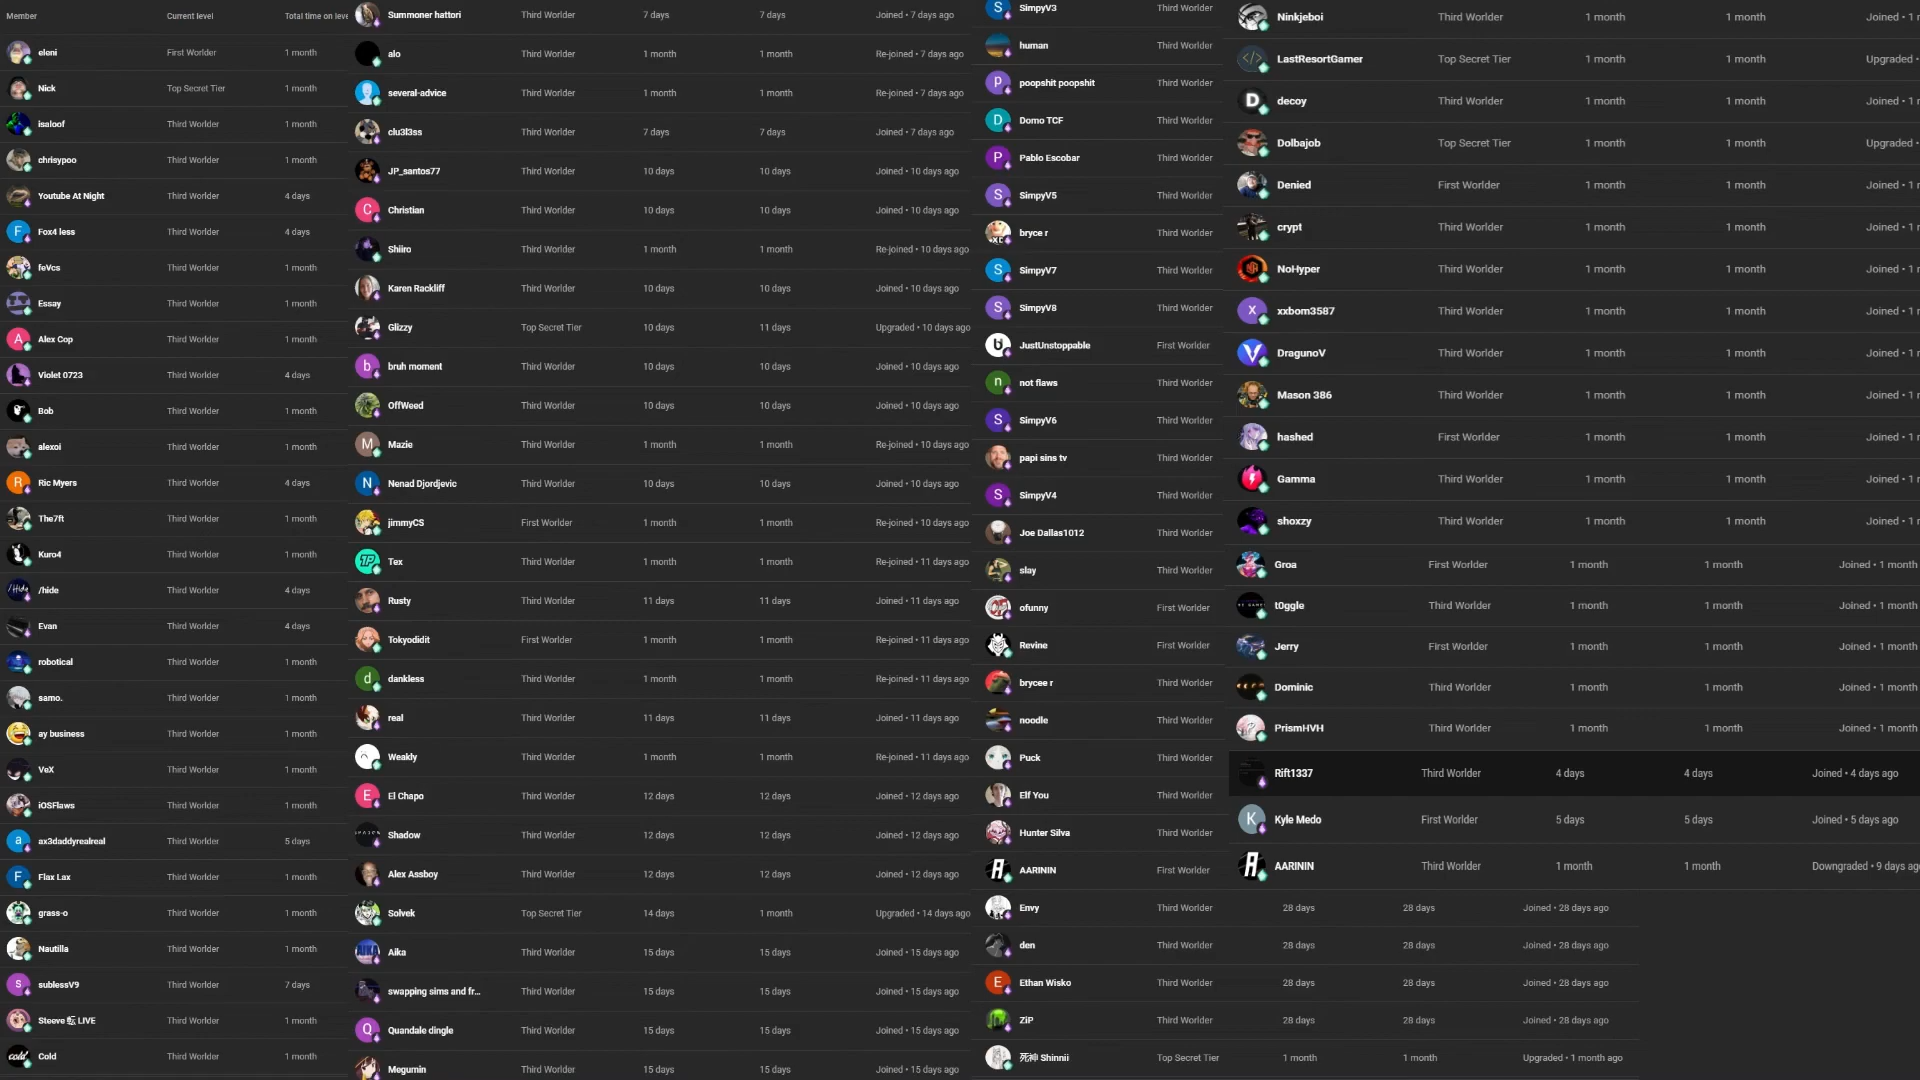 Member Current level Total time on leve
eleni First Worlder 1 month
Nick Top Secret Tier 1 month
isaloof Third Worlder 1 month
chrisypoo Third Worlder 1 month
Youtube At Night Third Worlder 4 days
F Fox4 less Third Worlder 4 days
feVcs Third Worlder 1 month
Essay Third Worlder 1 month
A Alex Cop Third Worlder 1 month
Violet 0723 Third Worlder 4 days
Bob Third Worlder 1 month
alexoi Third Worlder 1 month
R Ric Myers Third Worlder 4 days
The7ft Third Worlder 1 month
Kuro4 Third Worlder 1 month
/Hide /hide Third Worlder 4 days
Evan Third Worlder 4 days
robotical Third Worlder 1 month
samo. Third Worlder 1 month
ay business Third Worlder 1 month
VeX Third Worlder 1 month
iOSFlaws Third Worlder 1 month
a ax3daddyrealreal Third Worlder 5 days
F Flax Lax Third Worlder 1 month
grass-o Third Worlder 1 month
Nautilla Third Worlder 1 month
s sublessV9 Third Worlder 7 days
Steeve 転 LIVE Third Worlder 1 month
cold Cold Third Worlder 1 month
Summoner hattori Third Worlder 7 days 7 days Joined • 7 days ago
alo Third Worlder 1 month 1 month Re-joined • 7 days ago
several-advice Third Worlder 1 month 1 month Re-joined • 7 days ago
clu3l3ss Third Worlder 7 days 7 days Joined • 7 days ago
JP_santos77 Third Worlder 10 days 10 days Joined • 10 days ago
C Christian Third Worlder 10 days 10 days Joined • 10 days ago
Shiiro Third Worlder 1 month 1 month Re-joined • 10 days ago
Karen Rackliff Third Worlder 10 days 10 days Joined • 10 days ago
Glizzy Top Secret Tier 10 days 11 days Upgraded • 10 days ago
b bruh moment Third Worlder 10 days 10 days Joined • 10 days ago
OffWeed Third Worlder 10 days 10 days Joined • 10 days ago
M Mazie Third Worlder 1 month 1 month Re-joined • 10 days ago
N Nenad Djordjevic Third Worlder 10 days 10 days Joined • 10 days ago
jimmyCS First Worlder 1 month 1 month Re-joined • 10 days ago
Tex Third Worlder 1 month 1 month Re-joined • 11 days ago
Rusty Third Worlder 11 days 11 days Joined • 11 days ago
Tokyodidit First Worlder 1 month 1 month Re-joined • 11 days ago
d dankless Third Worlder 1 month 1 month Re-joined • 11 days ago
real Third Worlder 11 days 11 days Joined • 11 days ago
Weakly Third Worlder 1 month 1 month Re-joined • 11 days ago
E El Chapo Third Worlder 12 days 12 days Joined • 12 days ago
Shadow Third Worlder 12 days 12 days Joined • 12 days ago
Alex Assboy Third Worlder 12 days 12 days Joined • 12 days ago
Solvek Top Secret Tier 14 days 1 month Upgraded • 14 days ago
AIKA Aika Third Worlder 15 days 15 days Joined • 15 days ago
swapping sims and fr... Third Worlder 15 days 15 days Joined • 15 days ago
Q Quandale dingle Third Worlder 15 days 15 days Joined • 15 days ago
Megumin Third Worlder 15 days 15 days Joined • 15 days ago
S SimpyV3 Third Worlder
human Third Worlder
p poopshit poopshit Third Worlder
D Domo TCF Third Worlder
P Pablo Escobar Third Worlder
S SimpyV5 Third Worlder
bryce r Third Worlder
S SimpyV7 Third Worlder
S SimpyV8 Third Worlder
JustUnstoppable First Worlder
n not flaws Third Worlder
S SimpyV6 Third Worlder
papi sins tv Third Worlder
S SimpyV4 Third Worlder
Joe Dallas1012 Third Worlder
slay Third Worlder
ofunny First Worlder
Revine First Worlder
brycee r Third Worlder
noodle Third Worlder
Puck Third Worlder
Elf You Third Worlder
Hunter Silva Third Worlder
AARININ First Worlder
Envy Third Worlder 28 days 28 days Joined • 28 days ago
den Third Worlder 28 days 28 days Joined • 28 days ago
E Ethan Wisko Third Worlder 28 days 28 days Joined • 28 days ago
ZiP Third Worlder 28 days 28 days Joined • 28 days ago
死神 Shinnii Top Secret Tier 1 month 1 month Upgraded • 1 month ago
Ninkjeboi Third Worlder 1 month 1 month Joined • 1 m
</> LastResortGamer Top Secret Tier 1 month 1 month Upgraded •
D decoy Third Worlder 1 month 1 month Joined • 1 m
Dolbajob Top Secret Tier 1 month 1 month Upgraded •
Denied First Worlder 1 month 1 month Joined • 1 m
crypt Third Worlder 1 month 1 month Joined • 1 m
NoHyper Third Worlder 1 month 1 month Joined • 1 m
x xxbom3587 Third Worlder 1 month 1 month Joined • 1 m
DragunoV Third Worlder 1 month 1 month Joined • 1 m
Mason 386 Third Worlder 1 month 1 month Joined • 1 m
hashed First Worlder 1 month 1 month Joined • 1 m
Gamma Third Worlder 1 month 1 month Joined • 1 m
shoxzy Third Worlder 1 month 1 month Joined • 1 m
Groa First Worlder 1 month 1 month Joined • 1 month
t0ggle Third Worlder 1 month 1 month Joined • 1 month
Jerry First Worlder 1 month 1 month Joined • 1 month
Dominic Third Worlder 1 month 1 month Joined • 1 month
PrismHVH Third Worlder 1 month 1 month Joined • 1 month
Rift1337 Third Worlder 4 days 4 days Joined • 4 days ago
K Kyle Medo First Worlder 5 days 5 days Joined • 5 days ago
AARININ Third Worlder 1 month 1 month Downgraded • 9 days ago